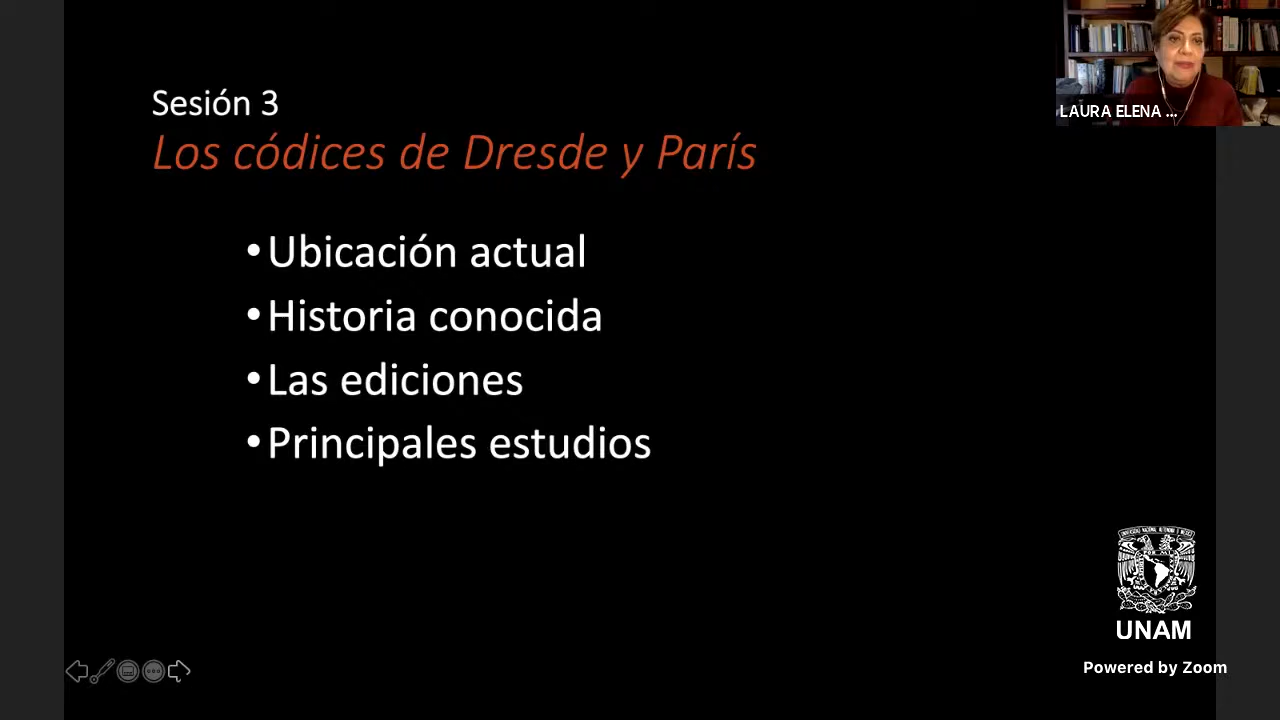 Sesión 3
Los códices de Dresde y París
• Ubicación actual
• Historia conocida
• Las ediciones
• Principales estudios
LAURA ELENA ...
UNAM
Powered by Zoom